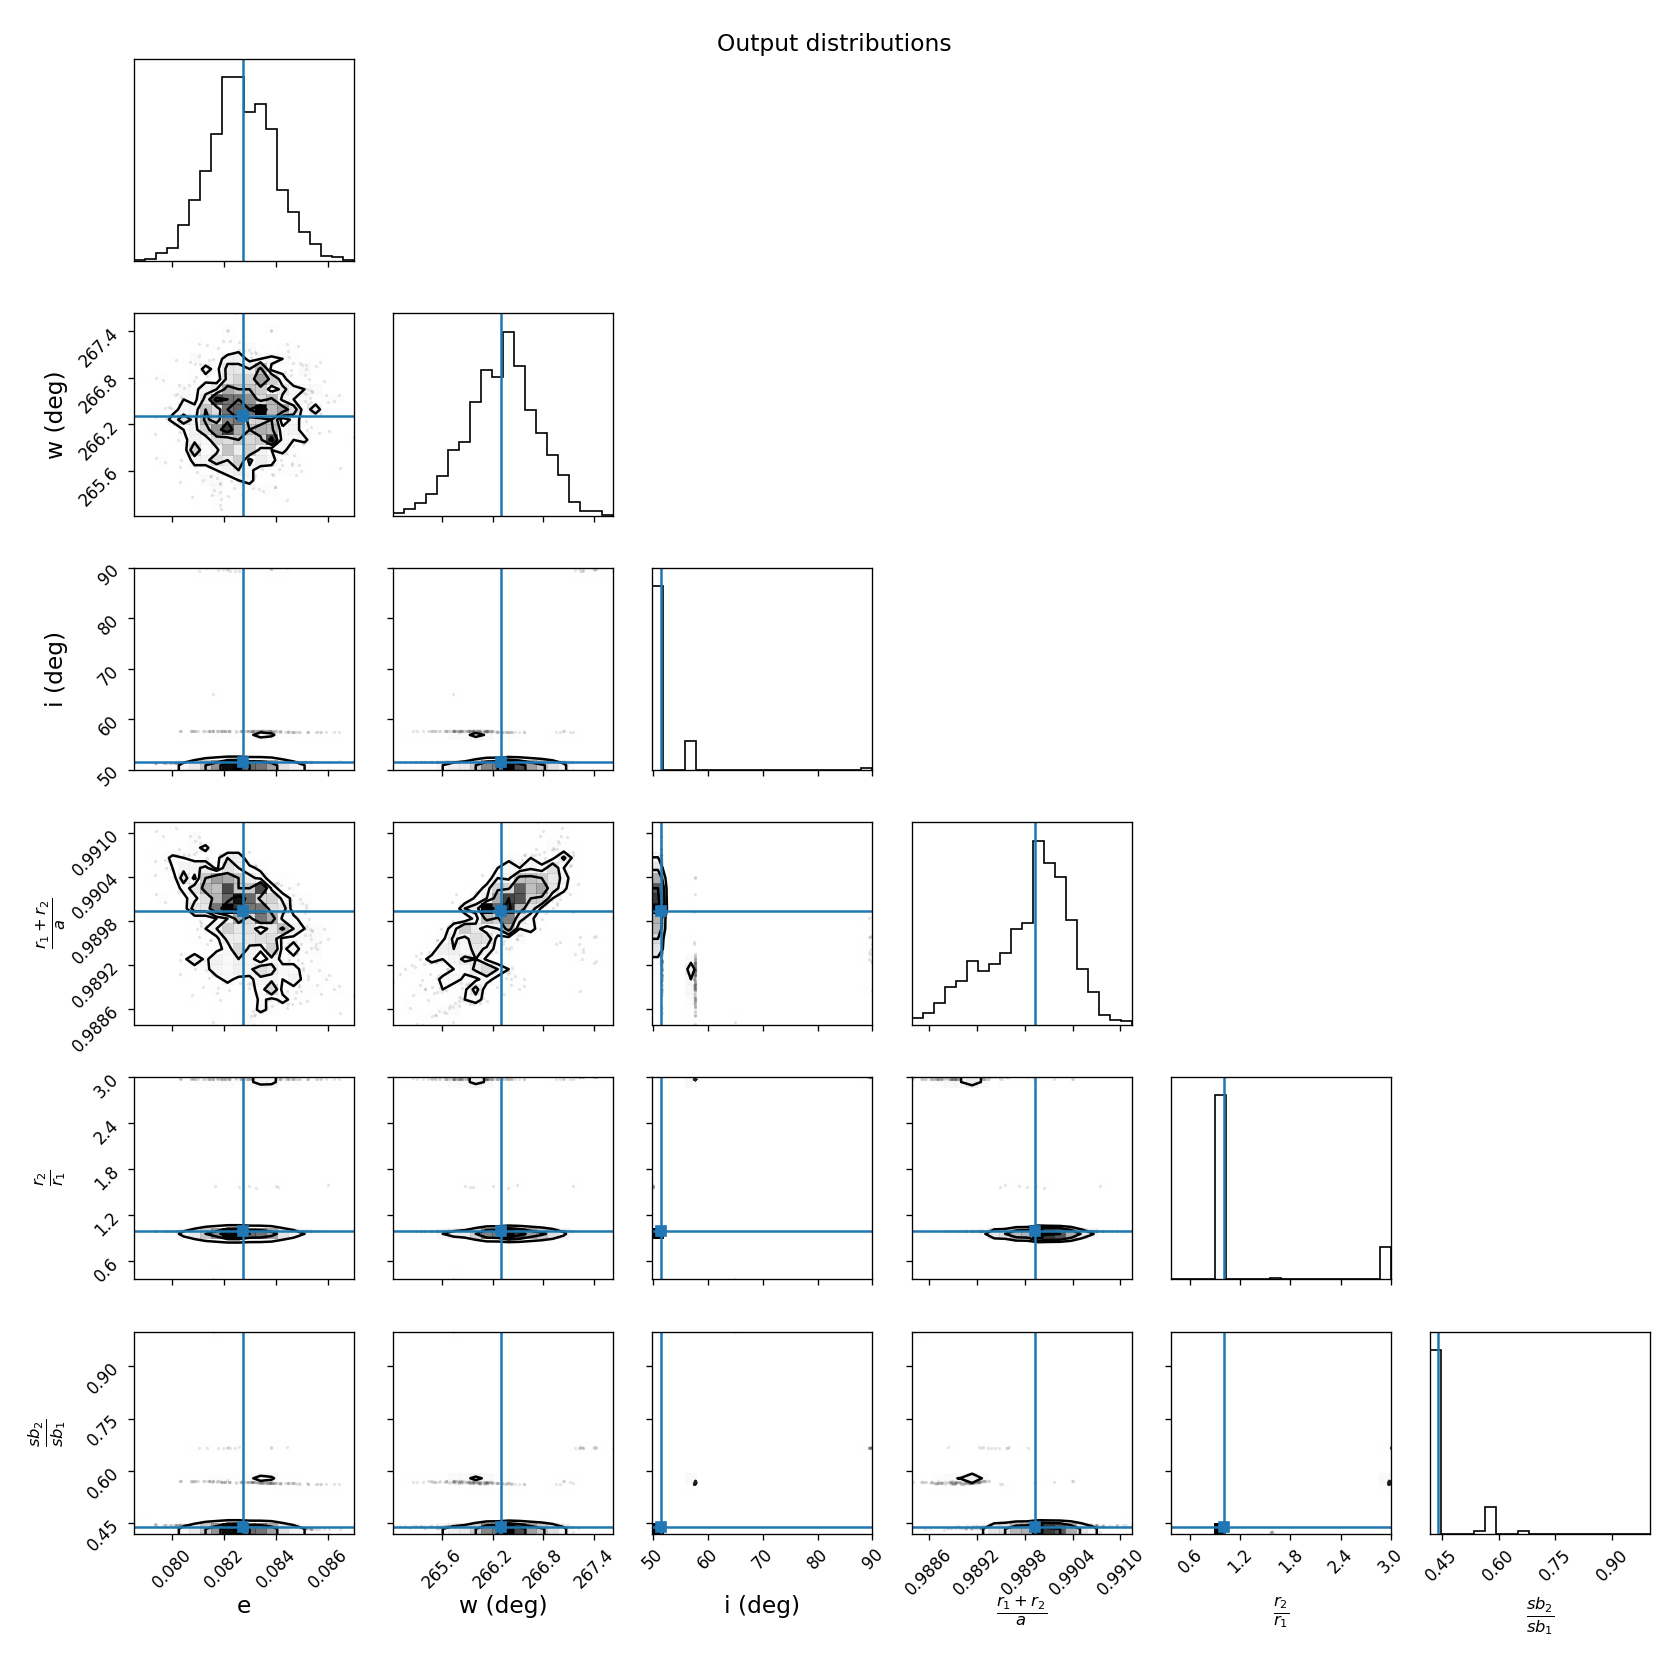 Output distributions
w (deg)
267.4
266.8
266.2
265.6
i (deg)
90
80
70
60
50
r₁ + r₂
a
0.9910
0.9904
0.9898
0.9892
0.9886
r₂
r₁
3.0
2.4
1.8
1.2
0.6
sb₂
sb₁
0.90
0.75
0.60
0.45
0.080 0.082 0.084 0.086
265.6 266.2 266.8 267.4
50 60 70 80 90
0.9886 0.9892 0.9898 0.9904 0.9910
0.6 1.2 1.8 2.4 3.0
0.45 0.60 0.75 0.90
e
w (deg)
i (deg)
r₁ + r₂
a
r₂
r₁
sb₂
sb₁